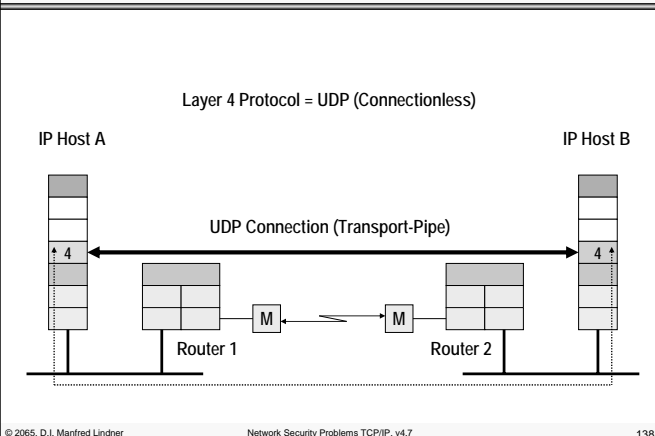 Layer 4 Protocol = UDP (Connectionless)
IP Host A
IP Host B
UDP Connection (Transport-Pipe)
4
4
M
M
Router 1
Router 2
© 2065, D.I. Manfred Lindner
Network Security Problems TCP/IP, v4.7
138